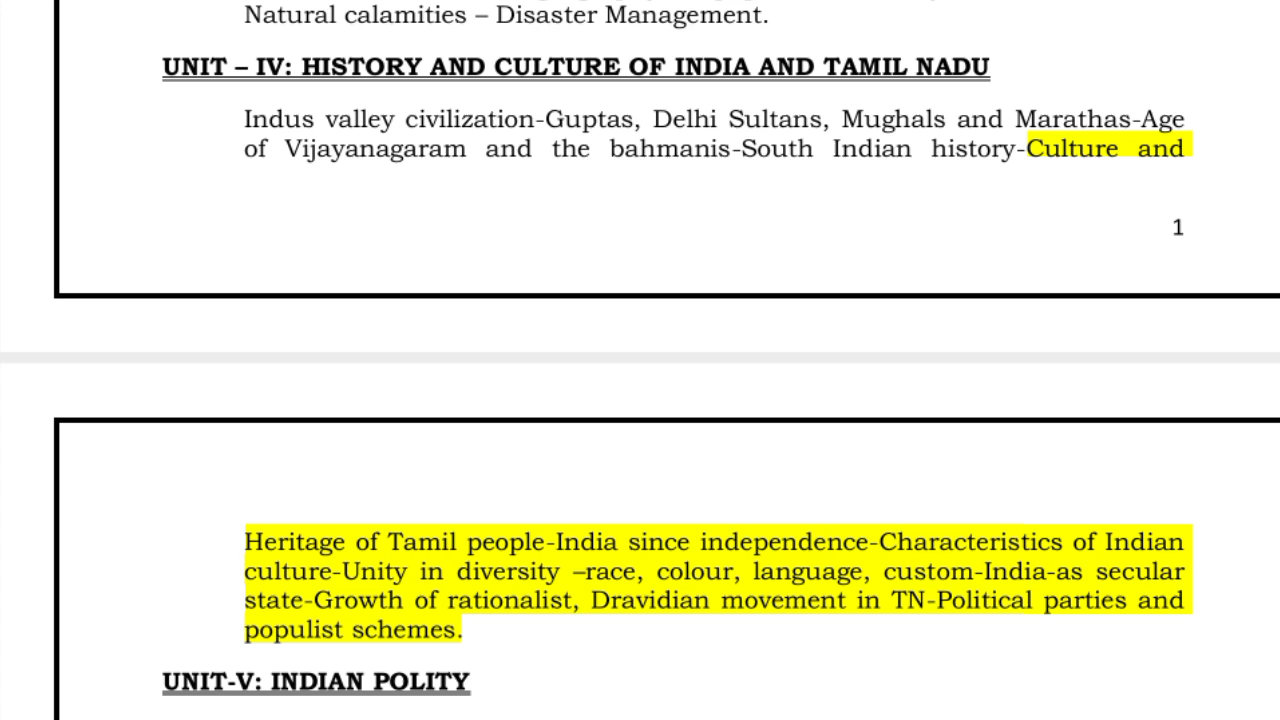 Natural calamities – Disaster Management.
UNIT – IV: HISTORY AND CULTURE OF INDIA AND TAMIL NADU
Indus valley civilization-Guptas, Delhi Sultans, Mughals and Marathas-Age
of Vijayanagaram and the bahmanis-South Indian history-Culture and
1
Heritage of Tamil people-India since independence-Characteristics of Indian
culture-Unity in diversity –race, colour, language, custom-India-as secular
state-Growth of rationalist, Dravidian movement in TN-Political parties and
populist schemes.
UNIT-V: INDIAN POLITY